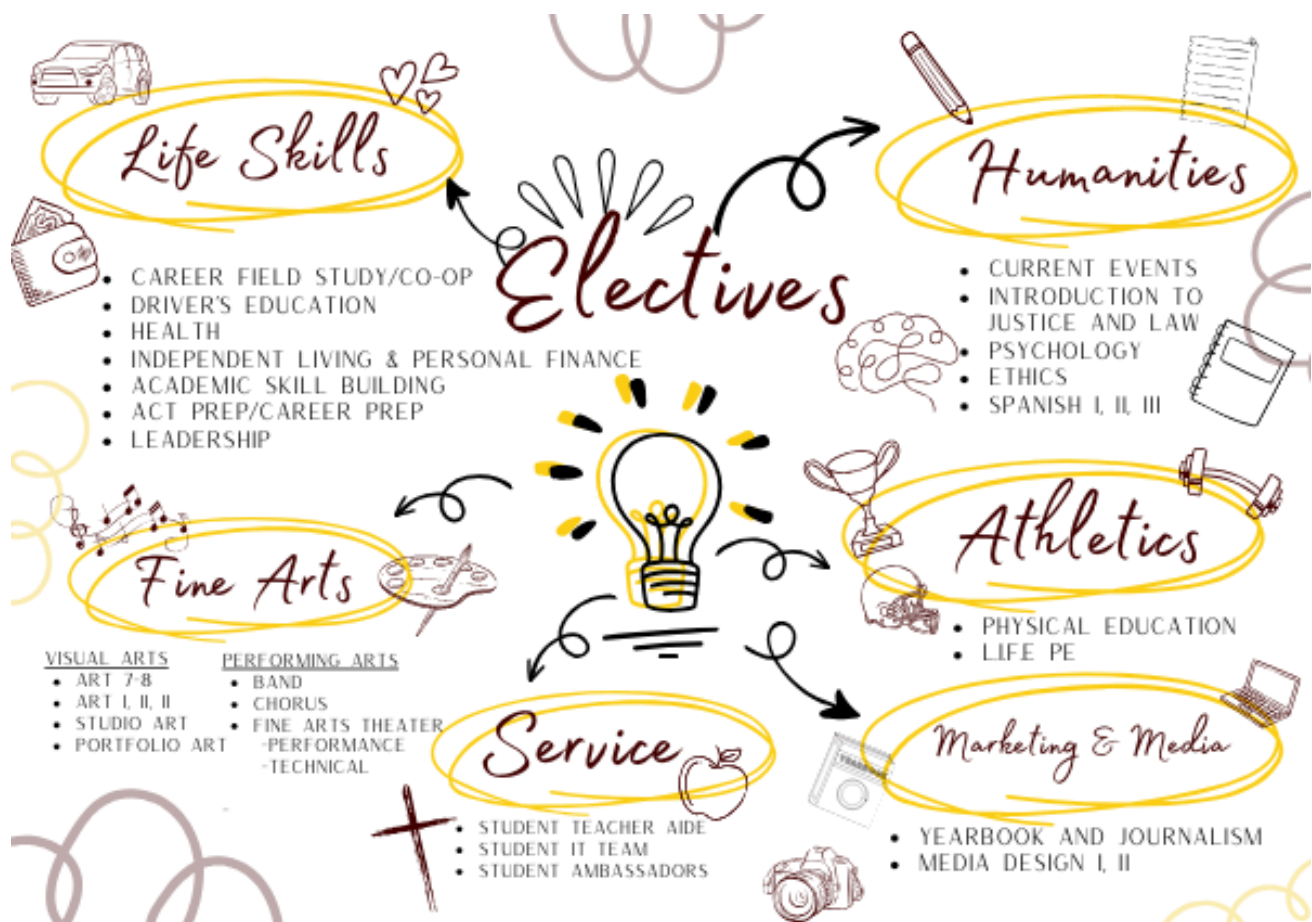 Electives
Life Skills
• CAREER FIELD STUDY/CO-OP
• DRIVER'S EDUCATION
• HEALTH
• INDEPENDENT LIVING & PERSONAL FINANCE
• ACADEMIC SKILL BUILDING
• ACT PREP/CAREER PREP
• LEADERSHIP
Humanities
• CURRENT EVENTS
• INTRODUCTION TO
JUSTICE AND LAW
• PSYCHOLOGY
• ETHICS
• SPANISH I, II, III
Fine Arts
VISUAL ARTS
• ART 7-8
• ART I, II, II
• STUDIO ART
• PORTFOLIO ART
PERFORMING ARTS
• BAND
• CHORUS
• FINE ARTS THEATER
-PERFORMANCE
-TECHNICAL
Athletics
• PHYSICAL EDUCATION
• L.I.F.E PE
Service
• STUDENT TEACHER AIDE
• STUDENT IT TEAM
• STUDENT AMBASSADORS
Marketing & Media
YEARBOOK
• YEARBOOK AND JOURNALISM
• MEDIA DESIGN I, II